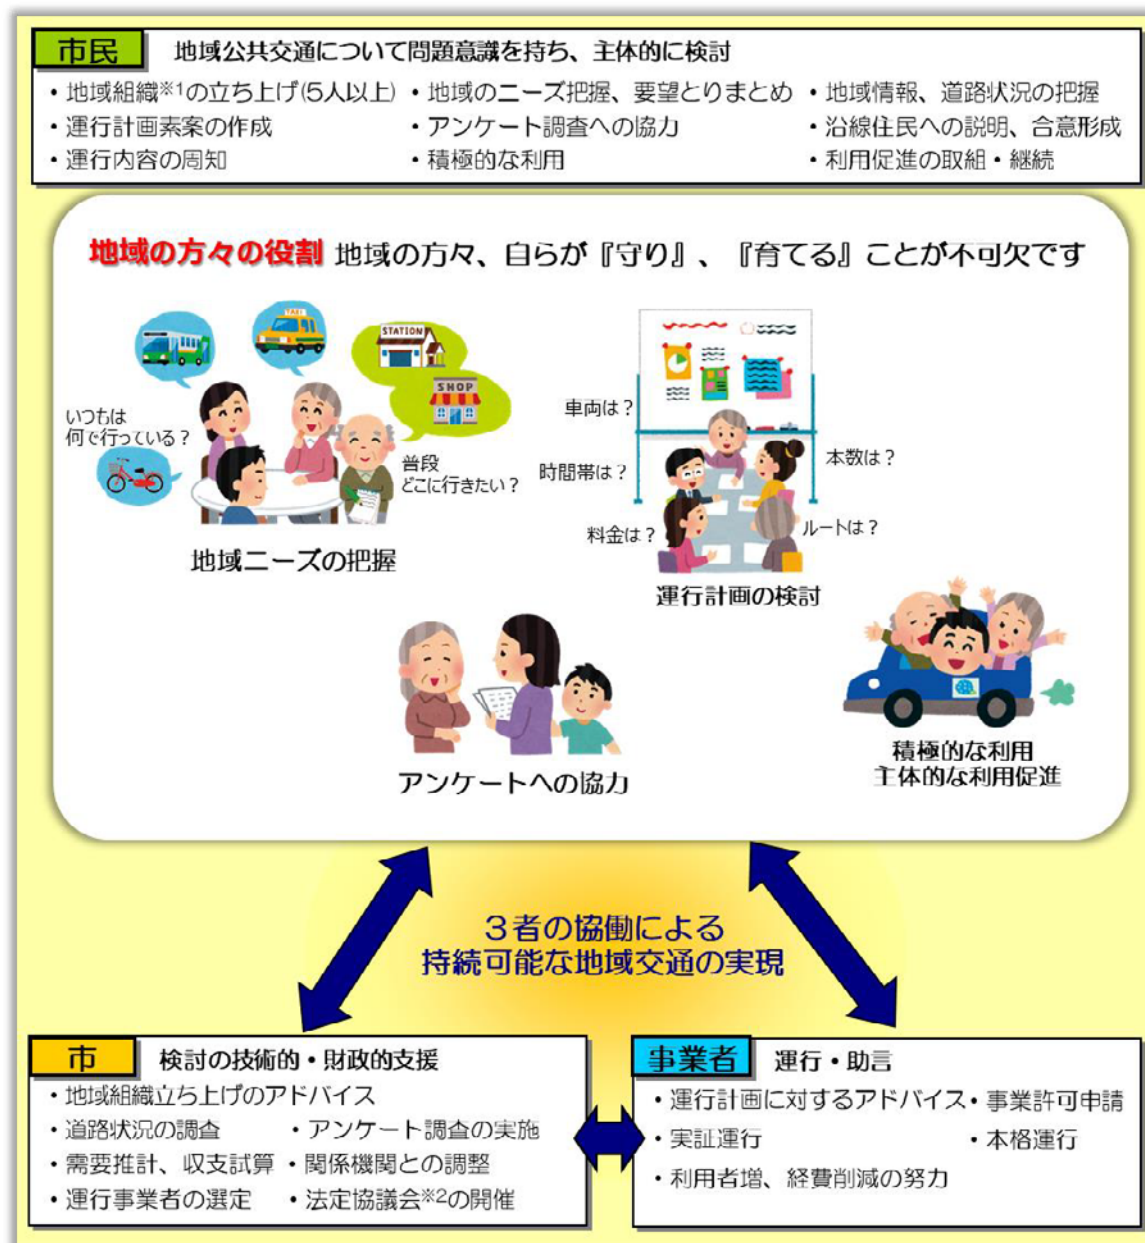 市民 地域公共交通について問題意識を持ち、主体的に検討
・地域組織※1の立ち上げ(5人以上) ・地域のニーズ把握、要望とりまとめ ・地域情報、道路状況の把握
・運行計画素案の作成 ・アンケート調査への協力 ・沿線住民への説明、合意形成
・運行内容の周知 ・積極的な利用 ・利用促進の取組・継続
地域の方々の役割 地域の方々、自らが『守り』、『育てる』ことが不可欠です
TAXI
STATION
SHOP
いつもは
何で行っている？
普段
どこに行きたい？
地域ニーズの把握
車両は？
時間帯は？
本数は？
料金は？
ルートは？
運行計画の検討
アンケートへの協力
積極的な利用
主体的な利用促進
３者の協働による
持続可能な地域交通の実現
市 検討の技術的・財政的支援
・地域組織立ち上げのアドバイス
・道路状況の調査 ・アンケート調査の実施
・需要推計、収支試算 ・関係機関との調整
・運行事業者の選定 ・法定協議会※2の開催
事業者 運行・助言
・運行計画に対するアドバイス ・事業許可申請
・実証運行 ・本格運行
・利用者増、経費削減の努力